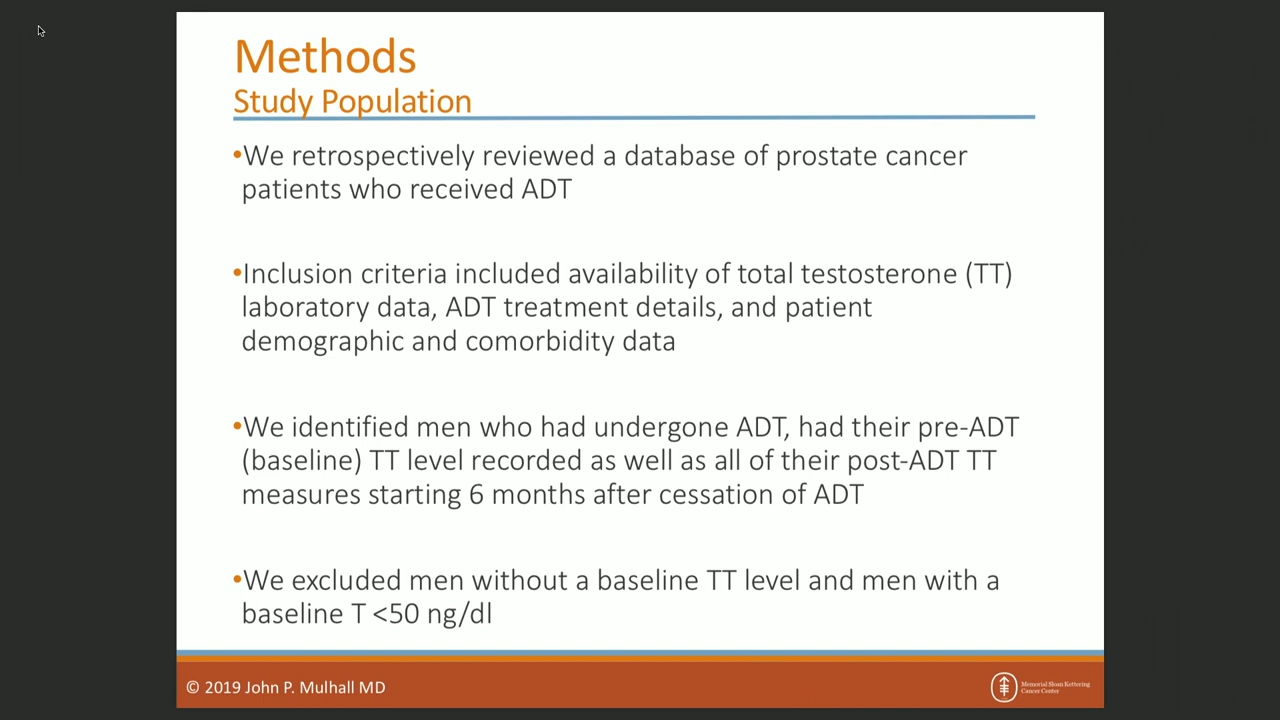 Methods
Study Population
•We retrospectively reviewed a database of prostate cancer
patients who received ADT
•Inclusion criteria included availability of total testosterone (TT)
laboratory data, ADT treatment details, and patient
demographic and comorbidity data
•We identified men who had undergone ADT, had their pre-ADT
(baseline) TT level recorded as well as all of their post-ADT TT
measures starting 6 months after cessation of ADT
•We excluded men without a baseline TT level and men with a
baseline T <50 ng/dl
© 2019 John P. Mulhall MD
Memorial Sloan Kettering
Cancer Center